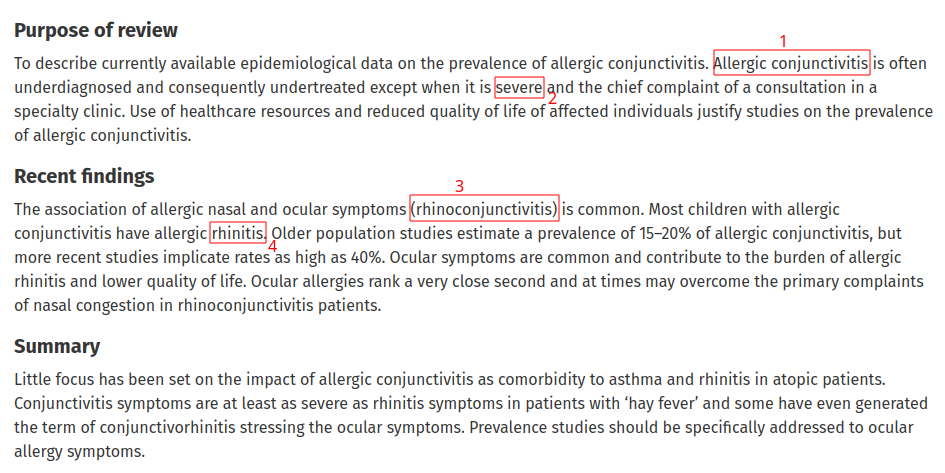 Purpose of review
1
To describe currently available epidemiological data on the prevalence of allergic conjunctivitis. Allergic conjunctivitis is often
underdiagnosed and consequently undertreated except when it is severe and the chief complaint of a consultation in a
2
specialty clinic. Use of healthcare resources and reduced quality of life of affected individuals justify studies on the prevalence
of allergic conjunctivitis.
Recent findings
3
The association of allergic nasal and ocular symptoms (rhinoconjunctivitis) is common. Most children with allergic
conjunctivitis have allergic rhinitis. Older population studies estimate a prevalence of 15–20% of allergic conjunctivitis, but
4
more recent studies implicate rates as high as 40%. Ocular symptoms are common and contribute to the burden of allergic
rhinitis and lower quality of life. Ocular allergies rank a very close second and at times may overcome the primary complaints
of nasal congestion in rhinoconjunctivitis patients.
Summary
Little focus has been set on the impact of allergic conjunctivitis as comorbidity to asthma and rhinitis in atopic patients.
Conjunctivitis symptoms are at least as severe as rhinitis symptoms in patients with ‘hay fever’ and some have even generated
the term of conjunctivorhinitis stressing the ocular symptoms. Prevalence studies should be specifically addressed to ocular
allergy symptoms.